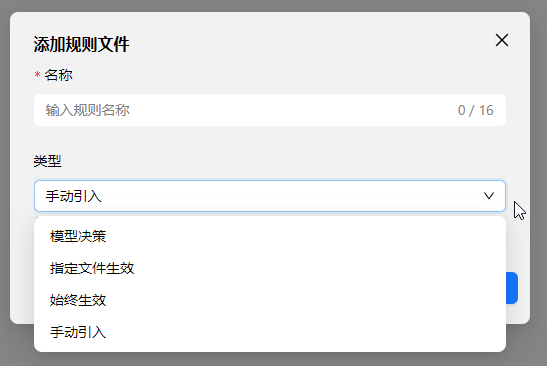 添加规则文件
* 名称
输入规则名称 0 / 16
类型
手动引入
模型决策
指定文件生效
始终生效
手动引入